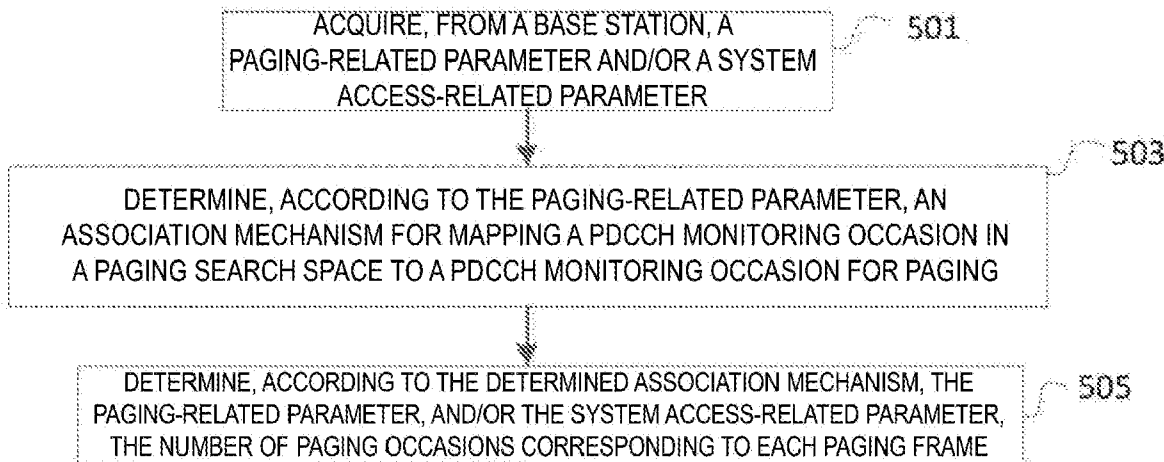 ACQUIRE, FROM A BASE STATION, A
PAGING-RELATED PARAMETER AND/OR A SYSTEM
ACCESS-RELATED PARAMETER
501
DETERMINE, ACCORDING TO THE PAGING-RELATED PARAMETER, AN
ASSOCIATION MECHANISM FOR MAPPING A PDCCH MONITORING OCCASION IN
A PAGING SEARCH SPACE TO A PDCCH MONITORING OCCASION FOR PAGING
503
DETERMINE, ACCORDING TO THE DETERMINED ASSOCIATION MECHANISM, THE
PAGING-RELATED PARAMETER, AND/OR THE SYSTEM ACCESS-RELATED PARAMETER,
THE NUMBER OF PAGING OCCASIONS CORRESPONDING TO EACH PAGING FRAME
505